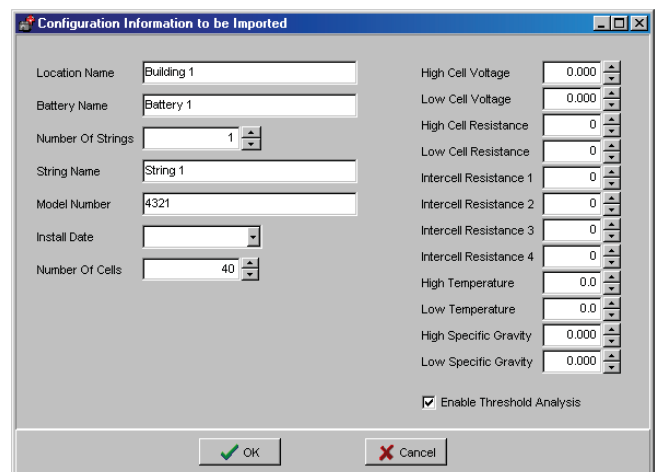 Configuration Information to be Imported
Location Name Building 1
Battery Name Battery 1
Number Of Strings 1
String Name String 1
Model Number 4321
Install Date
Number Of Cells 40
High Cell Voltage 0.000
Low Cell Voltage 0.000
High Cell Resistance 0
Low Cell Resistance 0
Intercell Resistance 1 0
Intercell Resistance 2 0
Intercell Resistance 3 0
Intercell Resistance 4 0
High Temperature 0.0
Low Temperature 0.0
High Specific Gravity 0.000
Low Specific Gravity 0.000
Enable Threshold Analysis
OK Cancel